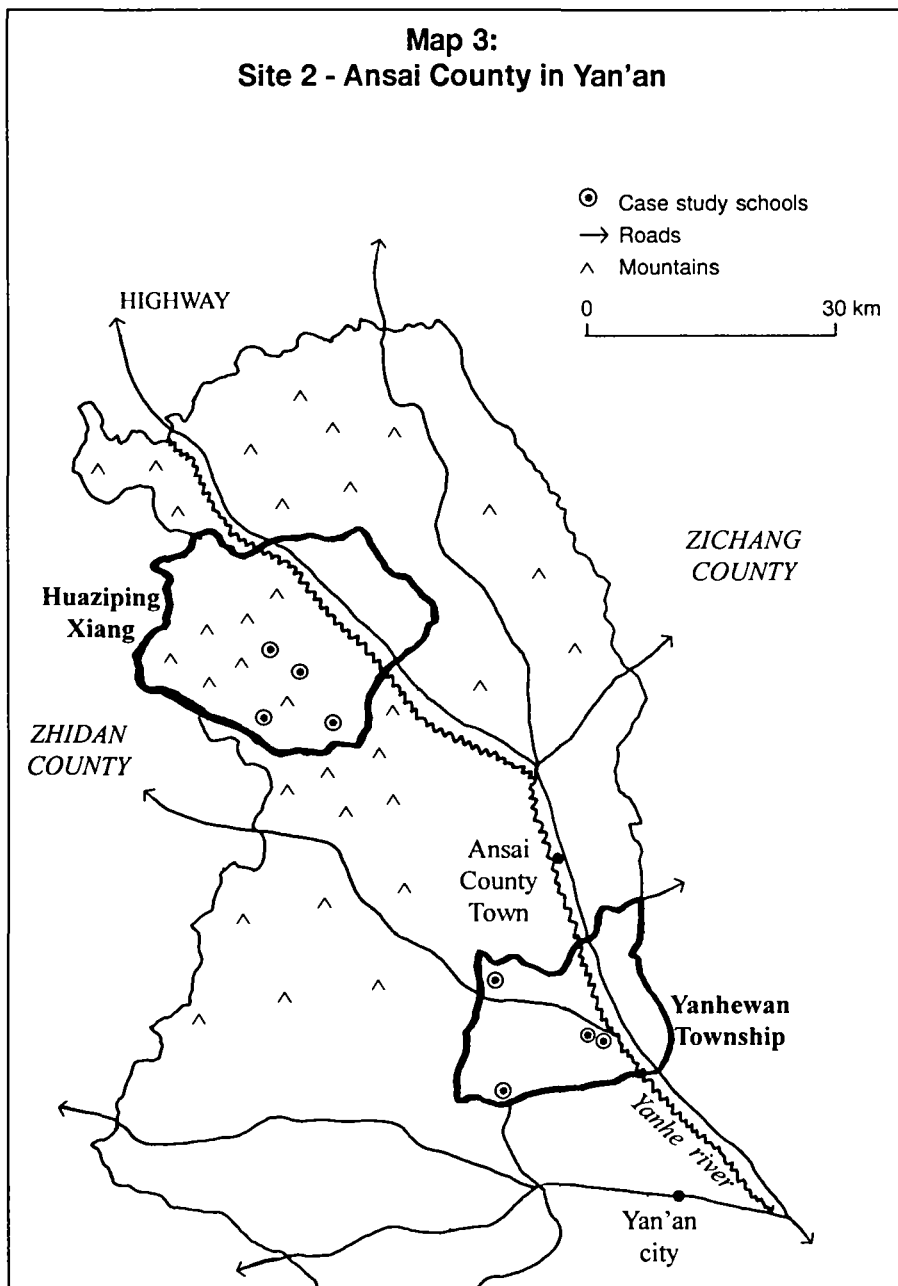 Map 3:
Site 2 - Ansai County in Yan'an
Case study schools
Roads
Mountains
0 30 km
HIGHWAY
ZICHANG
COUNTY
Huaziping
Xiang
ZHIDAN
COUNTY
Ansai
County
Town
Yanhewan
Township
Yanhe river
Yan'an
city